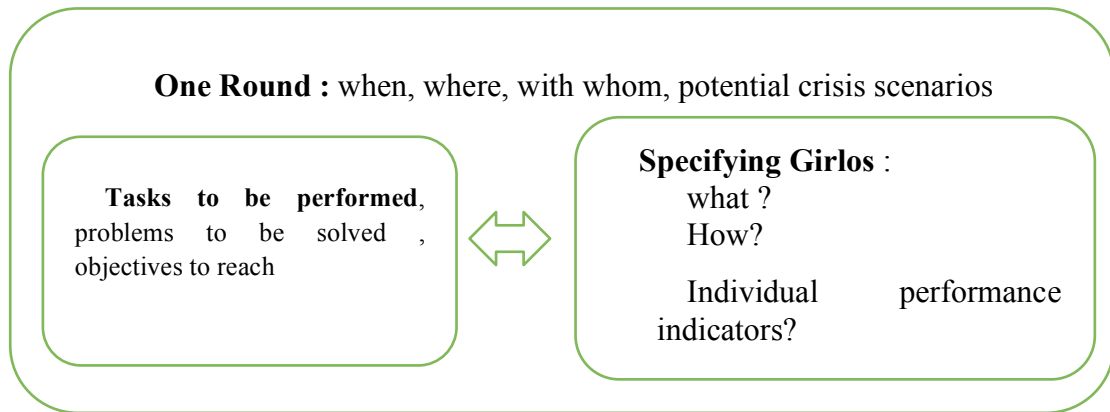 One Round : when, where, with whom, potential crisis scenarios
Tasks to be performed,
problems to be solved ,
objectives to reach
Specifying Girlos :
what ?
How?
Individual performance
indicators?